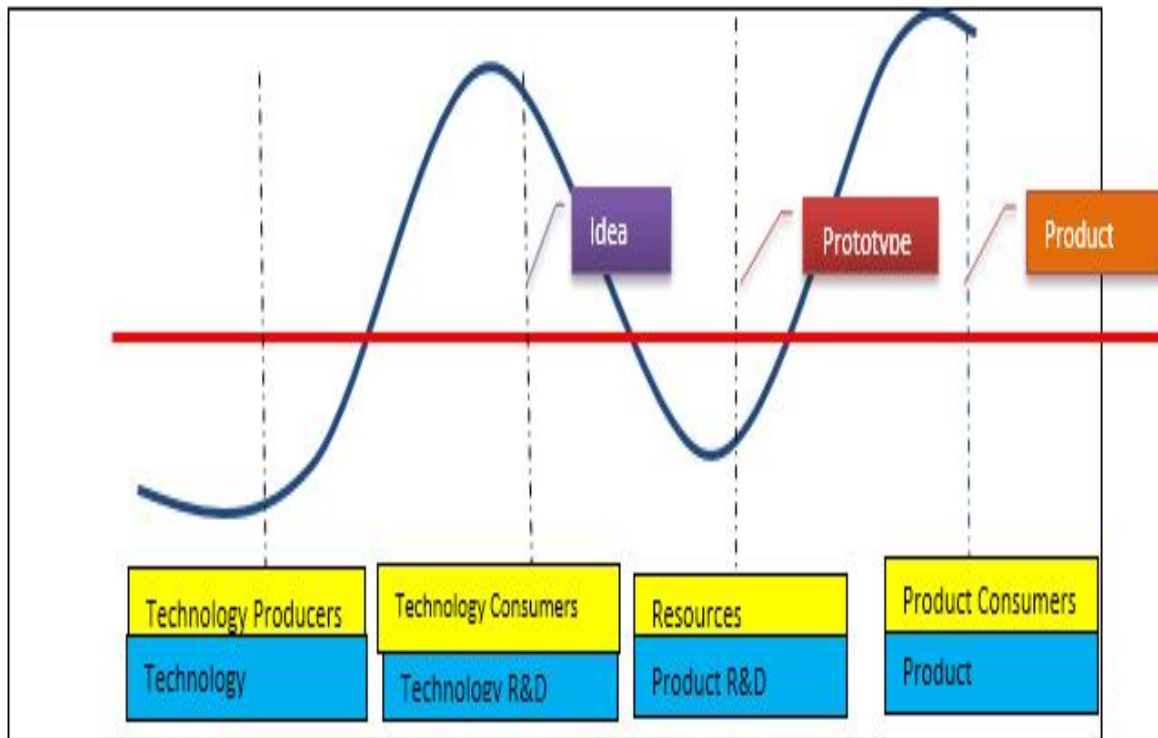 Idea
Prototype
Product
Technology Producers
Technology Consumers
Resources
Product Consumers
Technology
Technology R&D
Product R&D
Product